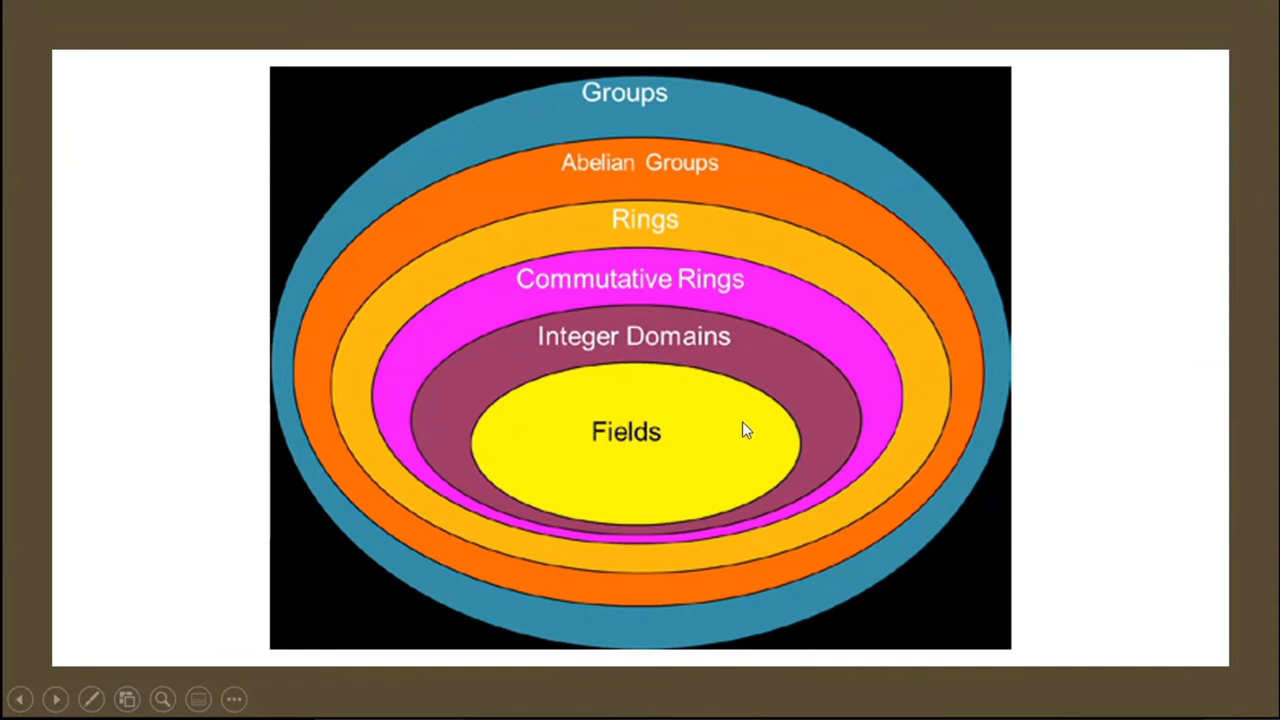 Groups
Abelian Groups
Rings
Commutative Rings
Integer Domains
Fields